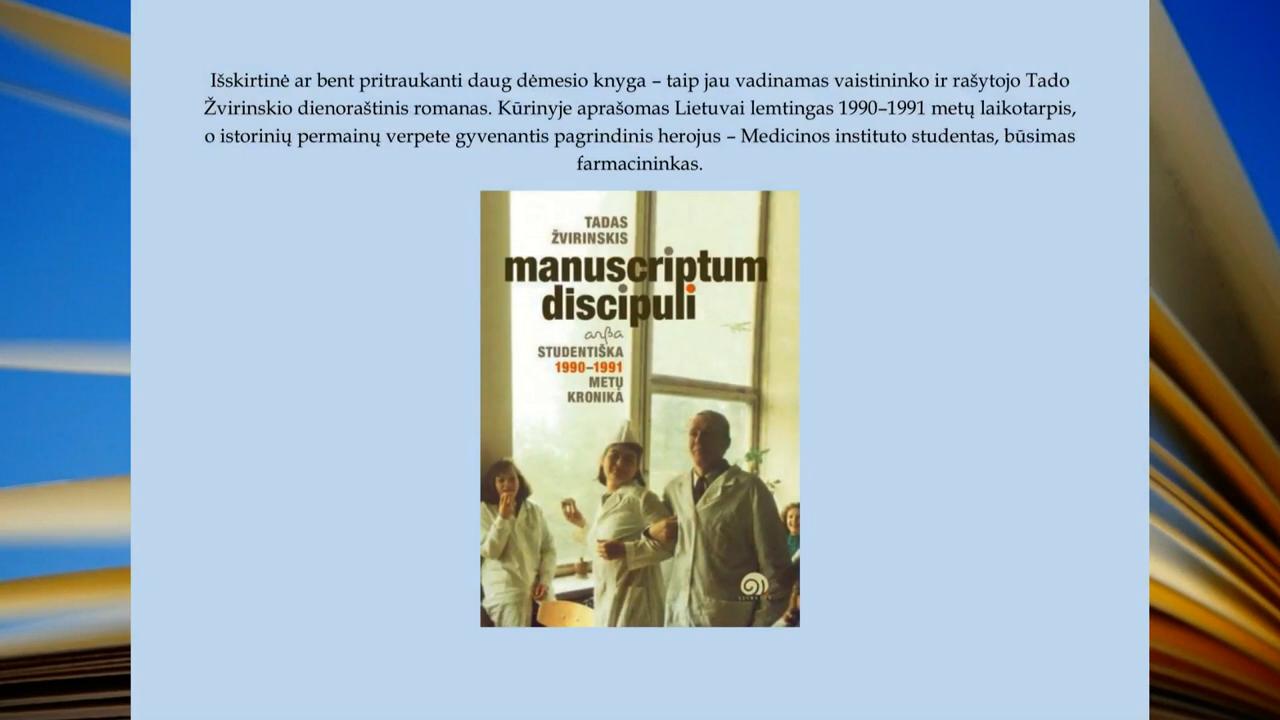 Išskirtinė ar bent pritraukanti daug dėmesio knyga – taip jau vadinamas vaistininko ir rašytojo Tado
Žvirinskio dienoraštinis romanas. Kūrinyje aprašomas Lietuvai lemtingas 1990–1991 metų laikotarpis,
o istorinių permainų verpete gyvenantis pagrindinis herojus – Medicinos instituto studentas, būsimas
farmacininkas.
TADAS
ŽVIRINSKIS
manuscriptum
discipuli
arba
STUDENTIŠKA
1990–1991
METŲ
KRONIKA